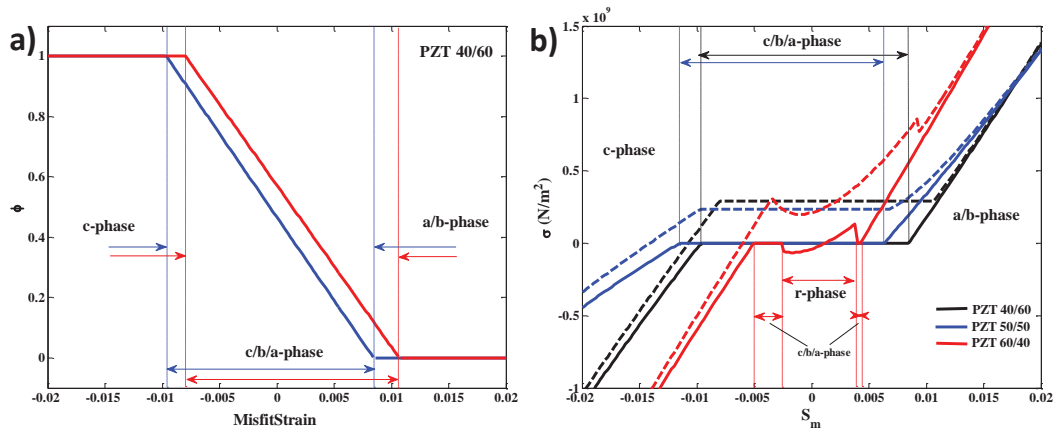 a)
PZT 40/60
1
0.8
0.6
0.4
0.2
0
ϕ
c-phase
a/b-phase
c/b/a-phase
-0.02 -0.015 -0.01 -0.005 0 0.005 0.01 0.015 0.02
MisfitStrain
b)
1.5 x 10^9
1
0.5
0
-0.5
-1
σ (N/m²)
c/b/a-phase
c-phase
a/b-phase
r-phase
c/b/a-phase
PZT 40/60
PZT 50/50
PZT 60/40
-0.02 -0.015 -0.01 -0.005 0 0.005 0.01 0.015 0.02
S_m